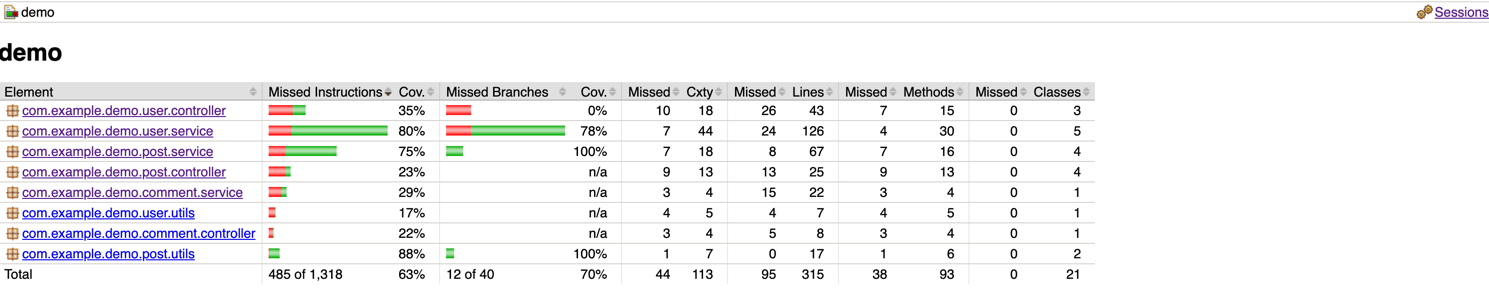 demo Sessions
demo
Element Missed Instructions Cov. Missed Branches Cov. Missed Cxty Missed Lines Missed Methods Missed Classes
com.example.demo.user.controller 35% 0% 10 18 26 43 7 15 0 3
com.example.demo.user.service 80% 78% 7 44 24 126 4 30 0 5
com.example.demo.post.service 75% 100% 7 18 8 67 7 16 0 4
com.example.demo.post.controller 23% n/a 9 13 13 25 9 13 0 4
com.example.demo.comment.service 29% n/a 3 4 15 22 3 4 0 1
com.example.demo.user.utils 17% n/a 4 5 4 7 4 5 0 1
com.example.demo.comment.controller 22% n/a 3 4 5 8 3 4 0 1
com.example.demo.post.utils 88% 100% 1 7 0 17 1 6 0 2
Total 485 of 1,318 63% 12 of 40 70% 44 113 95 315 38 93 0 21